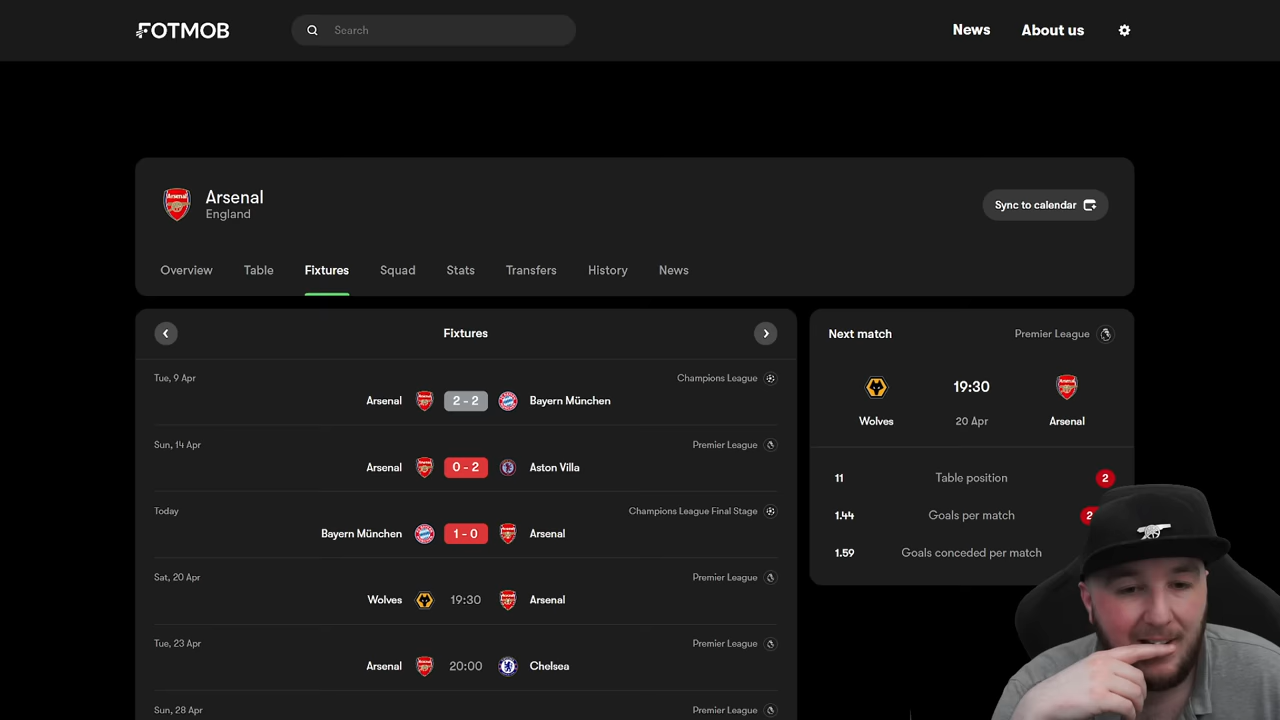 FOTMOB
Search
News
About us
Arsenal
England
Sync to calendar
Overview
Table
Fixtures
Squad
Stats
Transfers
History
News
Fixtures
Tue, 9 Apr
Champions League
Arsenal 2 - 2 Bayern München
Sun, 14 Apr
Premier League
Arsenal 0 - 2 Aston Villa
Today
Champions League Final Stage
Bayern München 1 - 0 Arsenal
Sat, 20 Apr
Premier League
Wolves 19:30 Arsenal
Tue, 23 Apr
Premier League
Arsenal 20:00 Chelsea
Sun, 28 Apr
Premier League
Next match
Premier League
19:30
Wolves
20 Apr
Arsenal
11 Table position 2
1.44 Goals per match
1.59 Goals conceded per match